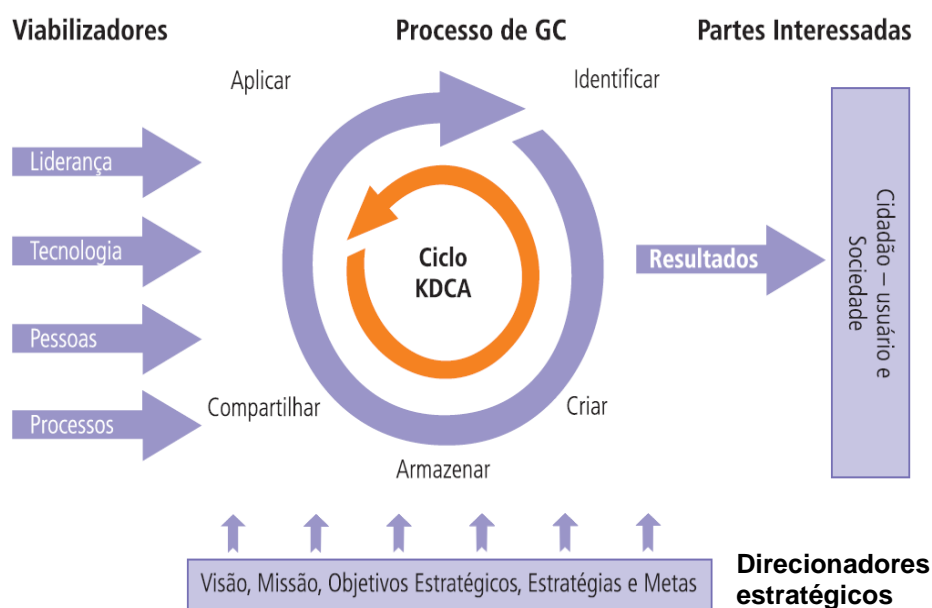 Viabilizadores
Processo de GC
Partes Interessadas
Aplicar
Identificar
Liderança
Tecnologia
Pessoas
Processos
Ciclo
KDCA
Resultados
Cidadão – usuário e
Sociedade
Compartilhar
Criar
Armazenar
Visão, Missão, Objetivos Estratégicos, Estratégias e Metas
Direcionadores
estratégicos